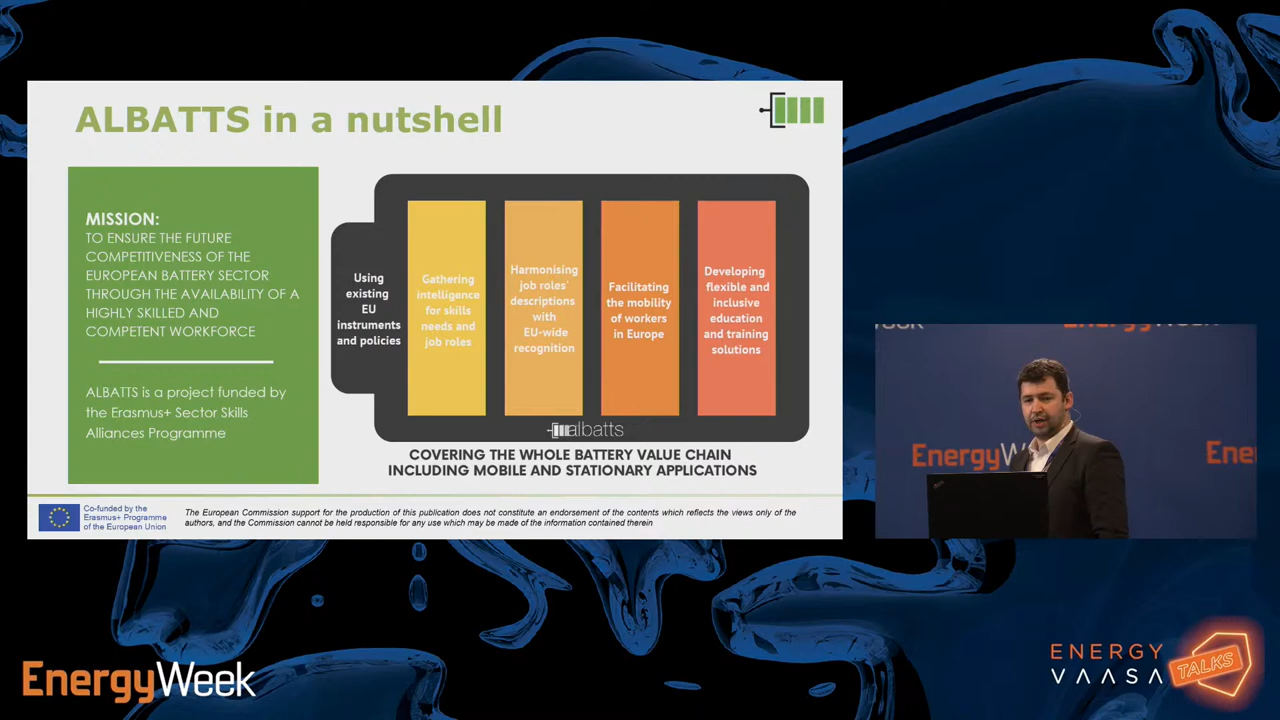 ALBATTS in a nutshell
MISSION:
TO ENSURE THE FUTURE
COMPETITIVENESS OF THE
EUROPEAN BATTERY SECTOR
THROUGH THE AVAILABILITY OF A
HIGHLY SKILLED AND
COMPETENT WORKFORCE
ALBATTS is a project funded by
the Erasmus+ Sector Skills
Alliances Programme
Using
existing
EU
instruments
and policies
Gathering
intelligence
for skills
needs and
job roles
Harmonising
job roles'
descriptions
with
EU-wide
recognition
Facilitating
the mobility
of workers
in Europe
Developing
flexible and
inclusive
education
and training
solutions
albatts
COVERING THE WHOLE BATTERY VALUE CHAIN
INCLUDING MOBILE AND STATIONARY APPLICATIONS
Co-funded by the
Erasmus+ Programme
of the European Union
The European Commission support for the production of this publication does not constitute an endorsement of the contents which reflects the views only of the
authors, and the Commission cannot be held responsible for any use which may be made of the information contained therein
EnergyWeek
EnergyW
Ene
EnergyWeek
ENERGY
VAASA
TALKS